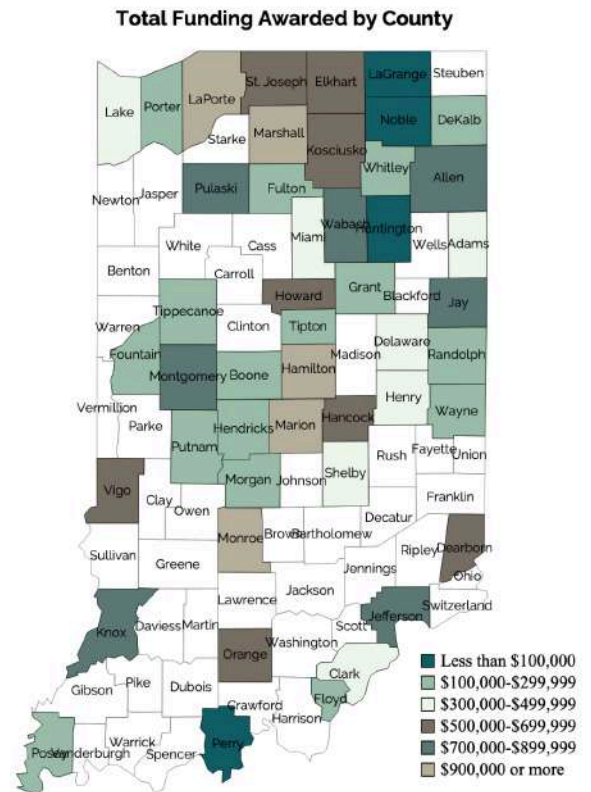 Total Funding Awarded by County
LaGrange
Steuben
St. Joseph
Elkhart
LaPorte
Porter
Lake
Noble
DeKalb
Marshall
Starke
Kosciusko
Whitley
Allen
Pulaski
Fulton
Jasper
Newton
Wabash
Huntington
Miami
White
Cass
Wells
Adams
Benton
Carroll
Grant
Blackford
Howard
Jay
Tippecanoe
Warren
Clinton
Tipton
Delaware
Madison
Randolph
Fountain
Montgomery
Boone
Hamilton
Henry
Vermillion
Wayne
Parke
Hendricks
Marion
Hancock
Putnam
Rush
Fayette
Union
Morgan
Johnson
Shelby
Vigo
Clay
Owen
Franklin
Decatur
Monroe
Brown
Bartholomew
Ripley
Dearborn
Sullivan
Greene
Jennings
Ohio
Jackson
Lawrence
Switzerland
Jefferson
Scott
Knox
Daviess
Martin
Washington
Orange
Clark
Pike
Dubois
Gibson
Floyd
Crawford
Harrison
Perry
Warrick
Spencer
Posey
Vanderburgh
Less than $100,000
$100,000-$299,999
$300,000-$499,999
$500,000-$699,999
$700,000-$899,999
$900,000 or more